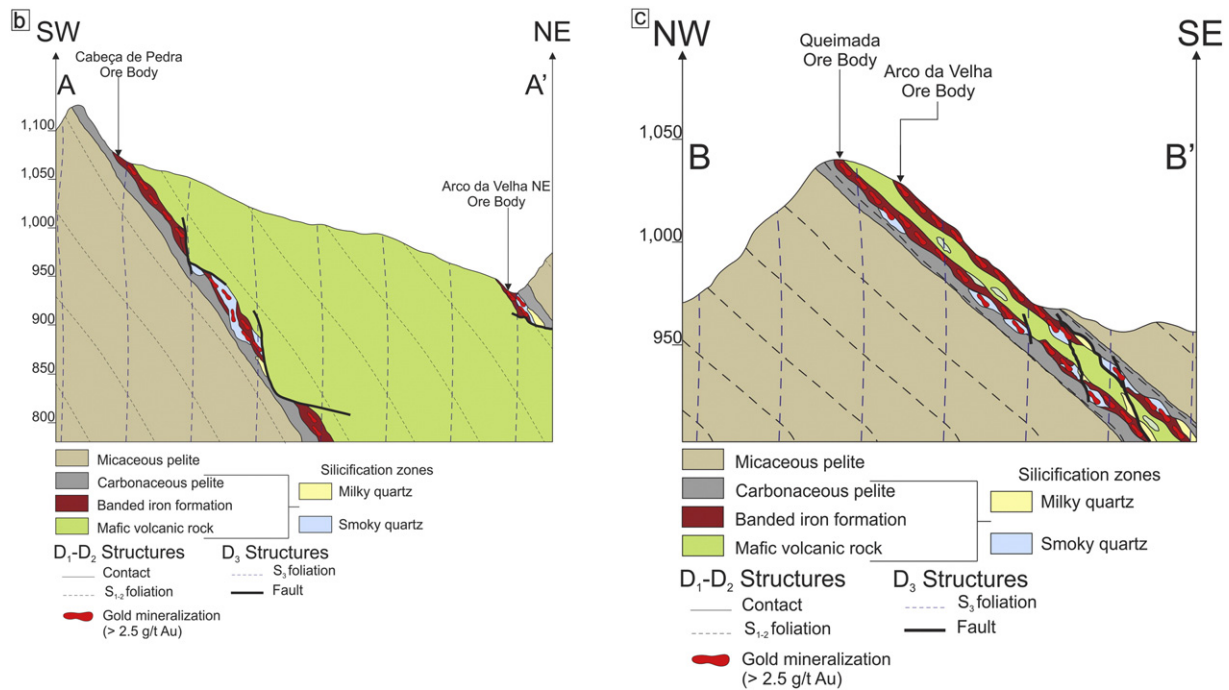 b
SW
NE
Cabeça de Pedra
Ore Body
A
A'
Arco da Velha NE
Ore Body
1,100
1,050
1,000
950
900
850
800
Micaceous pelite
Carbonaceous pelite
Banded iron formation
Mafic volcanic rock
Silicification zones
Milky quartz
Smoky quartz
D1-D2 Structures
Contact
S1-2 foliation
Gold mineralization
(> 2.5 g/t Au)
D3 Structures
S3 foliation
Fault
c
NW
SE
Queimada
Ore Body
Arco da Velha
Ore Body
B
B'
1,050
1,000
950
Micaceous pelite
Carbonaceous pelite
Banded iron formation
Mafic volcanic rock
Silicification zones
Milky quartz
Smoky quartz
D1-D2 Structures
Contact
S1-2 foliation
Gold mineralization
(> 2.5 g/t Au)
D3 Structures
S3 foliation
Fault